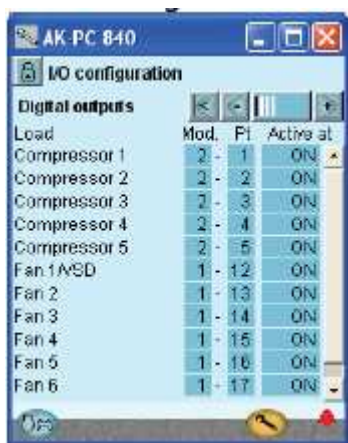 AK-PC 840
I/O configuration
Digital outputs
Load Mod. Pt Active at
Compressor 1 2 - 1 ON
Compressor 2 2 - 2 ON
Compressor 3 2 - 3 ON
Compressor 4 2 - 4 ON
Compressor 5 2 - 5 ON
Fan 1/VSD 1 - 12 ON
Fan 2 1 - 13 ON
Fan 3 1 - 14 ON
Fan 4 1 - 15 ON
Fan 5 1 - 16 ON
Fan 6 1 - 17 ON